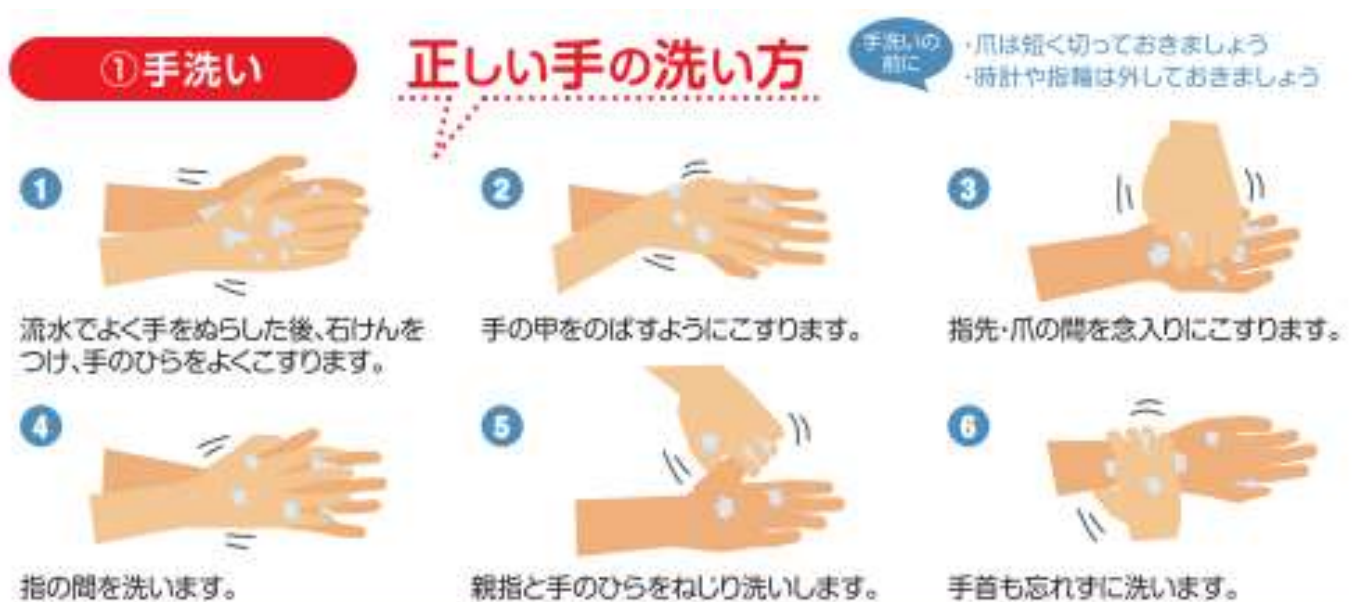 ①手洗い
正しい手の洗い方
手洗いの
前に
・爪は短く切っておきましょう
・時計や指輪は外しておきましょう
1
流水でよく手をぬらした後、石けんを
つけ、手のひらをよくこすります。
2
手の甲をのばすようにこすります。
3
指先・爪の間を念入りにこすります。
4
指の間を洗います。
5
親指と手のひらをねじり洗いします。
6
手首も忘れずに洗います。